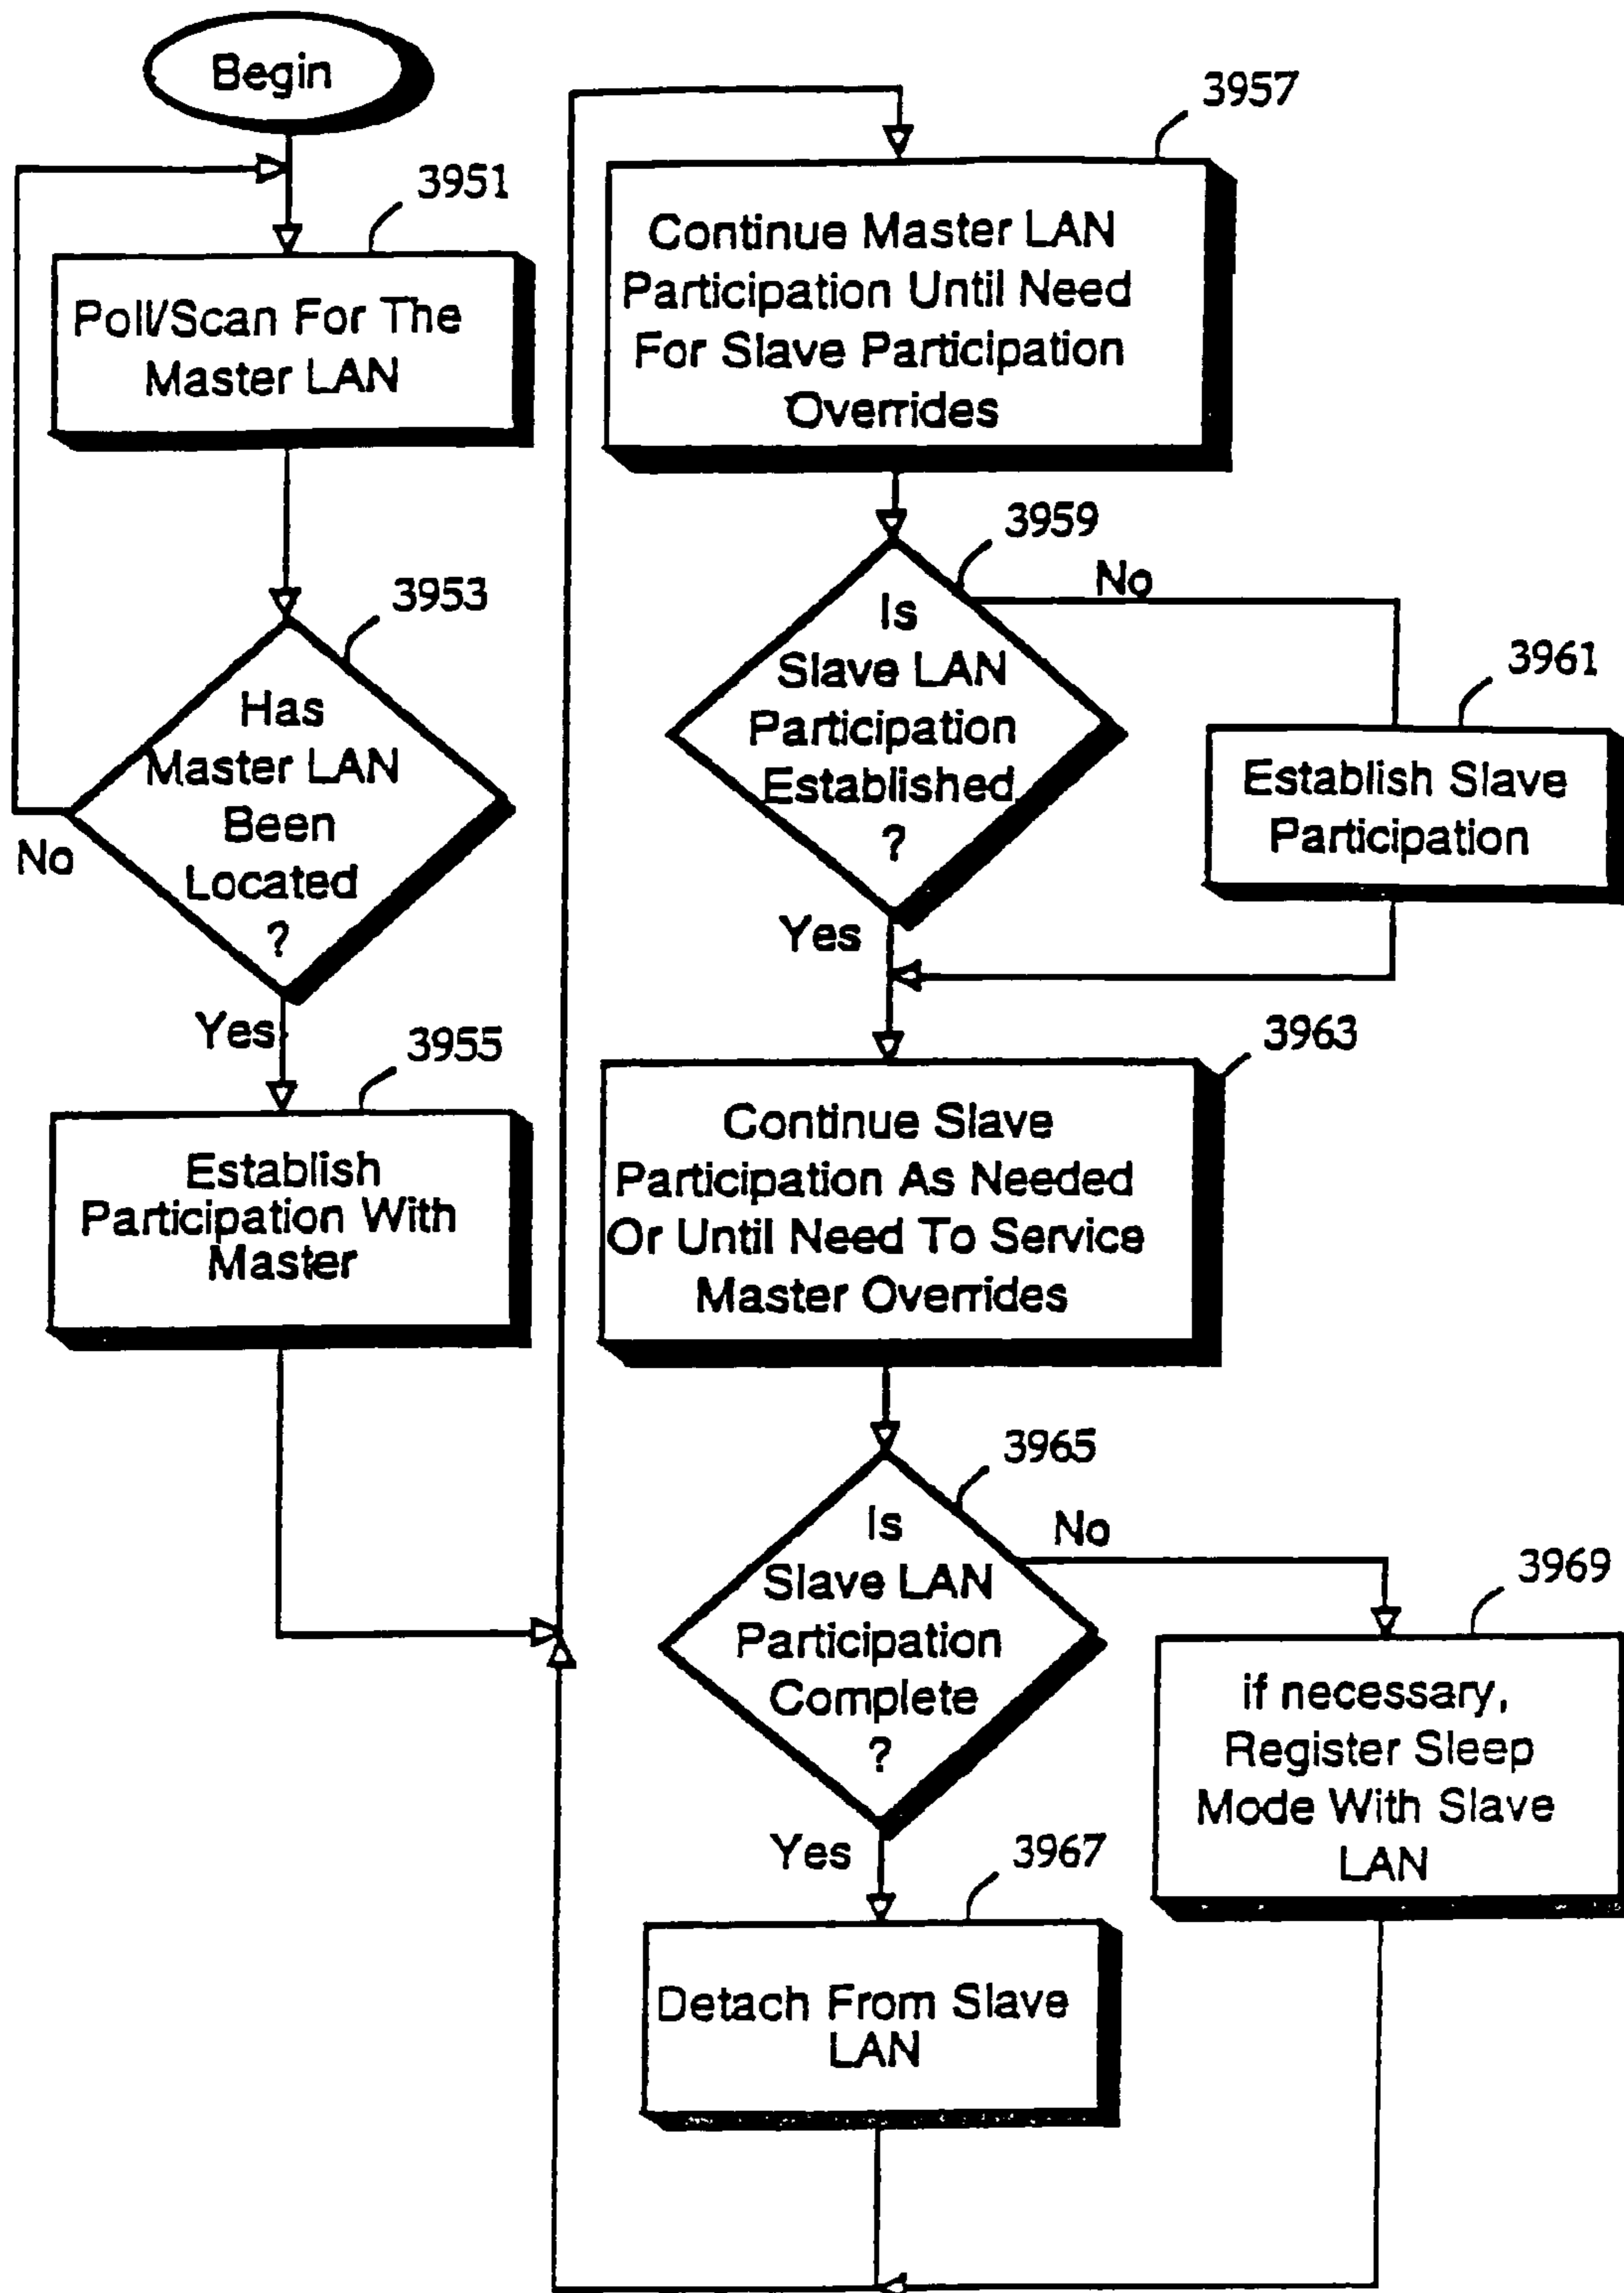 Begin
3951
Poll/Scan For The
Master LAN
3953
Has
Master LAN
Been
Located
?
No
Yes
3955
Establish
Participation With
Master
3957
Continue Master LAN
Participation Until Need
For Slave Participation
Overrides
3959
Is
Slave LAN
Participation
Established
?
No
Yes
3961
Establish Slave
Participation
3963
Continue Slave
Participation As Needed
Or Until Need To Service
Master Overrides
3965
Is
Slave LAN
Participation
Complete
?
No
Yes
3969
if necessary,
Register Sleep
Mode With Slave
LAN
3967
Detach From Slave
LAN